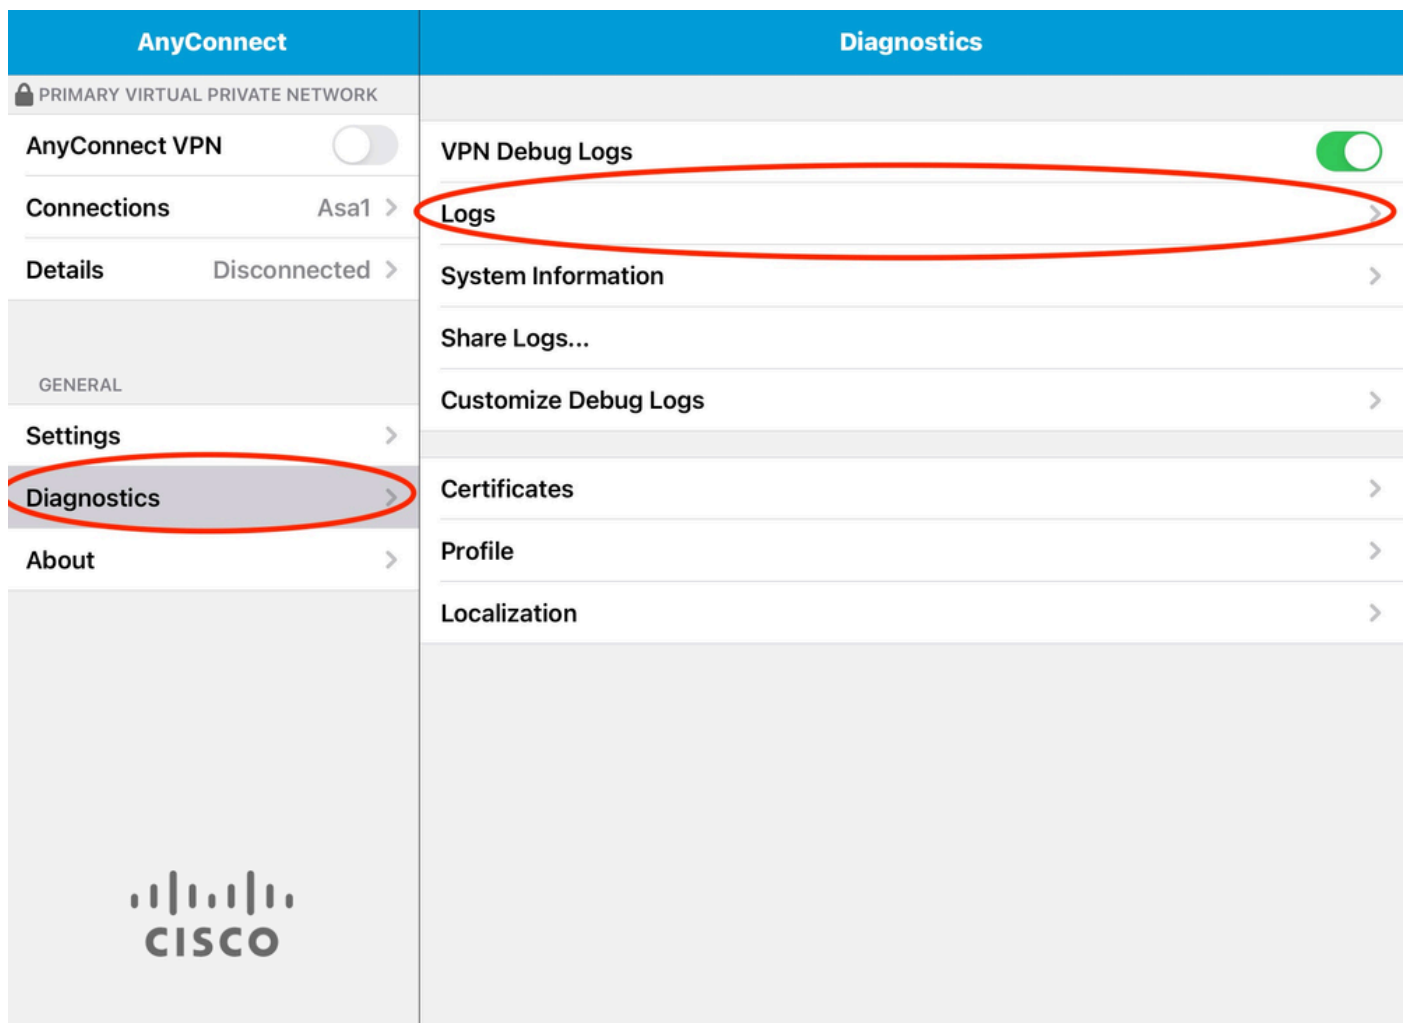 AnyConnect
PRIMARY VIRTUAL PRIVATE NETWORK
AnyConnect VPN
Connections Asa1
Details Disconnected
GENERAL
Settings
Diagnostics
About
CISCO
Diagnostics
VPN Debug Logs
Logs
System Information
Share Logs...
Customize Debug Logs
Certificates
Profile
Localization